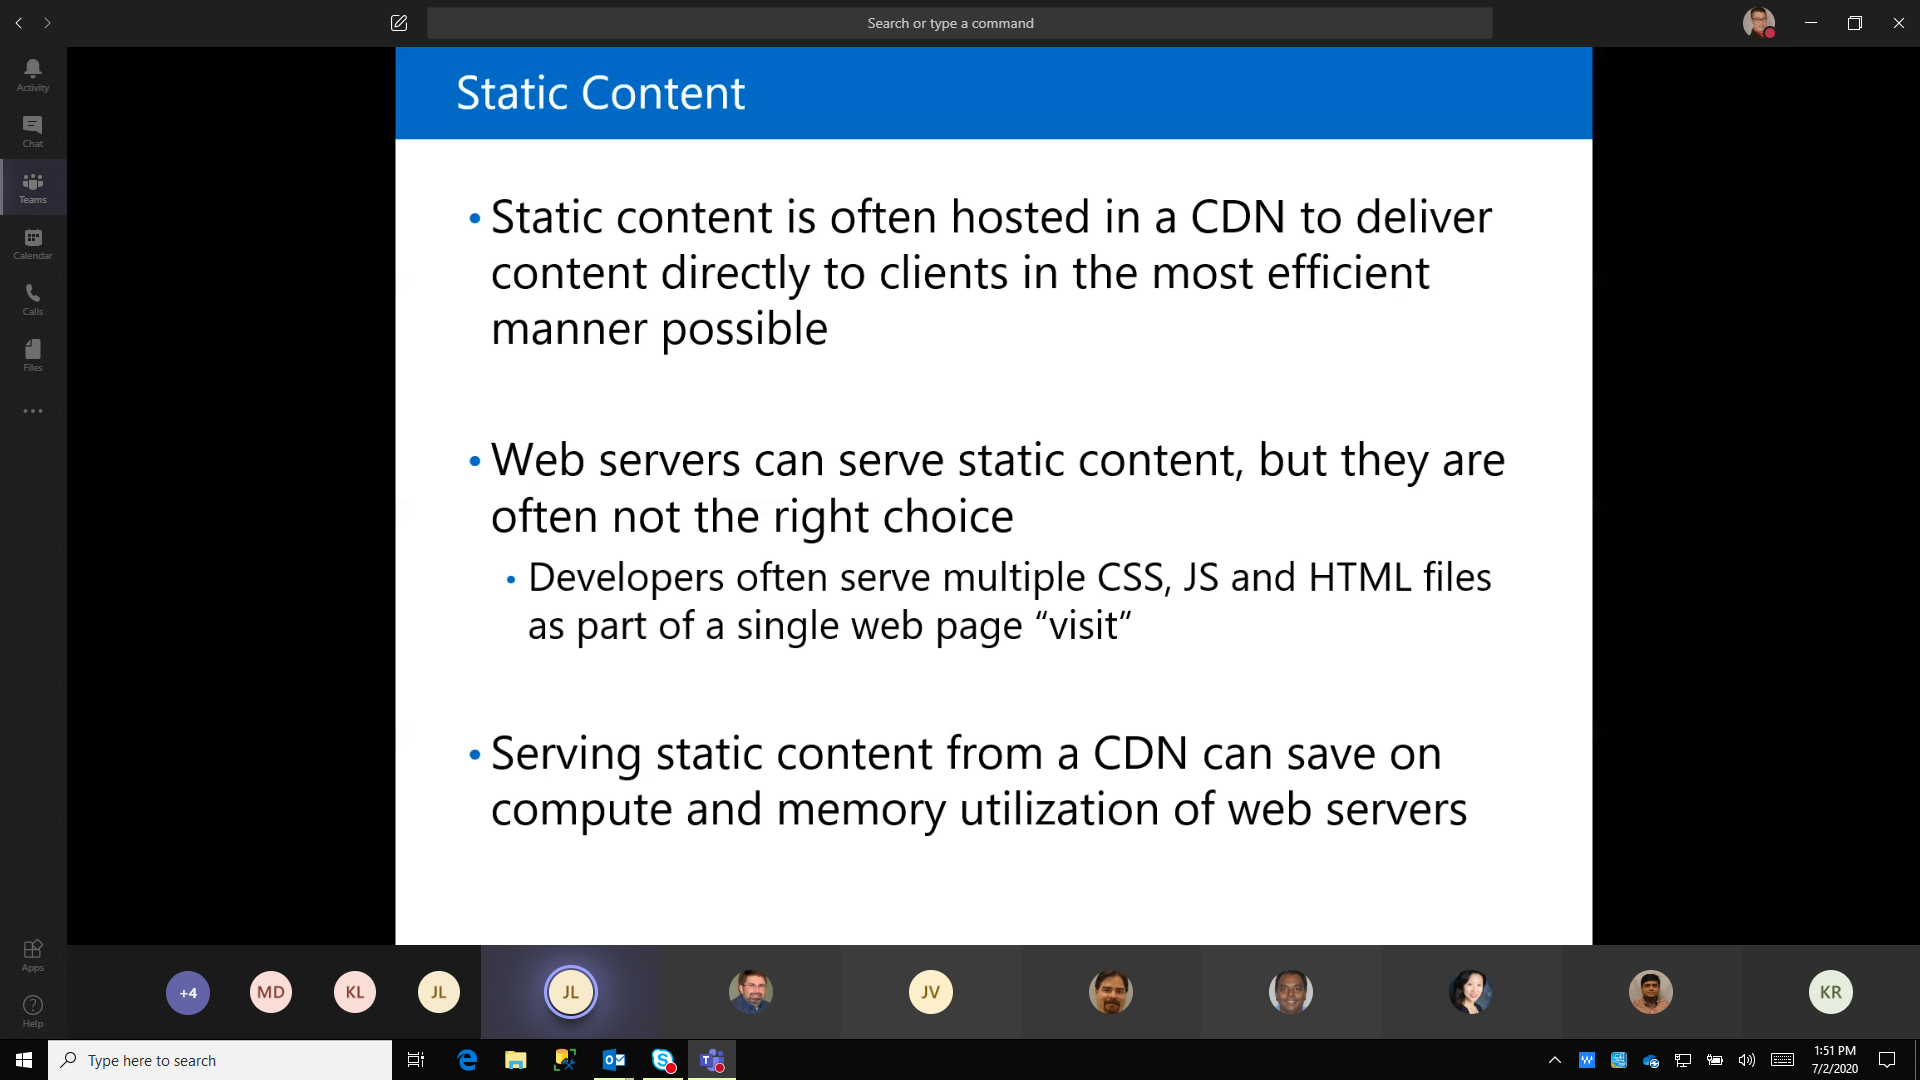 Search or type a command
Activity
Chat
Teams
Calendar
Calls
Files
Apps
Help
Static Content
• Static content is often hosted in a CDN to deliver
content directly to clients in the most efficient
manner possible
• Web servers can serve static content, but they are
often not the right choice
• Developers often serve multiple CSS, JS and HTML files
as part of a single web page “visit”
• Serving static content from a CDN can save on
compute and memory utilization of web servers
+4
MD
KL
JL
JL
JV
KR
Type here to search
1:51 PM
7/2/2020